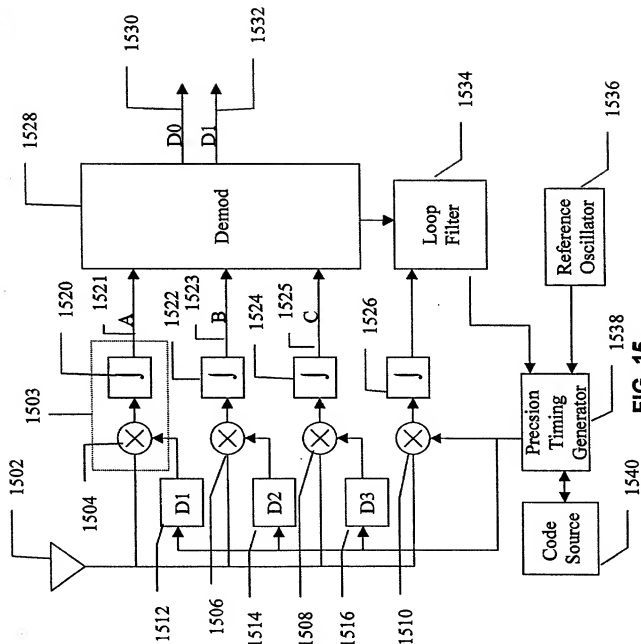 1530
1532
D0
D1
1528
Demod
1534
Loop
Filter
1536
Reference
Oscillator
1520
1521
A
1522
1523
B
1524
1525
C
1526
∫
∫
∫
∫
1503
1538
Precsion
Timing
Generator
FIG. 15
1502
1504
1512
D1
1506
1514
D2
1508
1516
D3
1510
Code
Source
1540